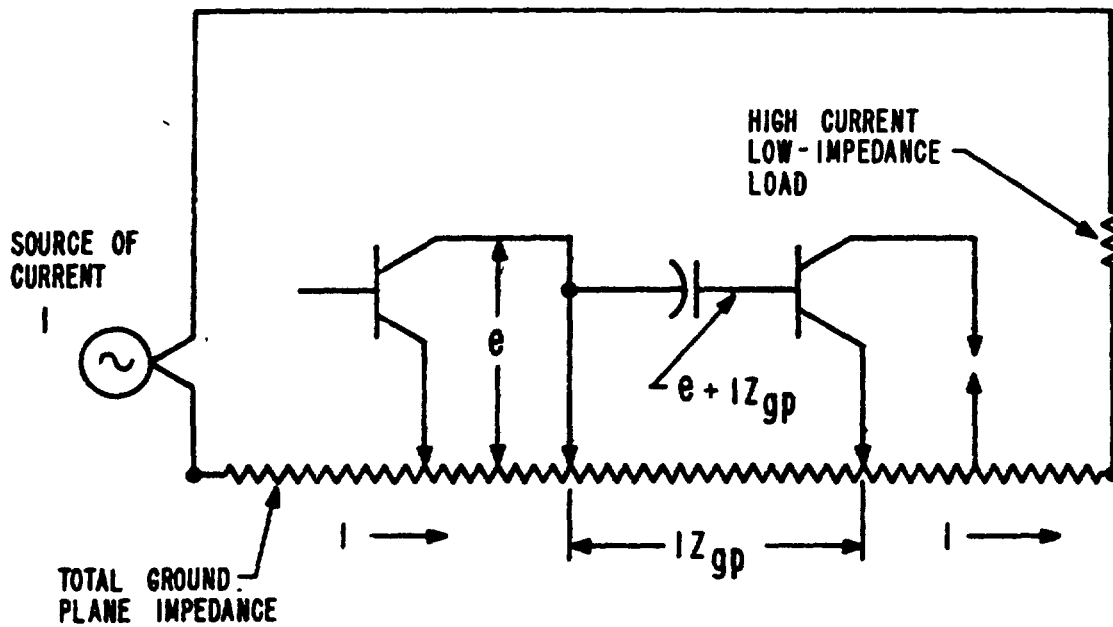 HIGH CURRENT
LOW-IMPEDANCE
LOAD
SOURCE OF
CURRENT
I
e
e + IZgp
I
IZgp
I
TOTAL GROUND
PLANE IMPEDANCE